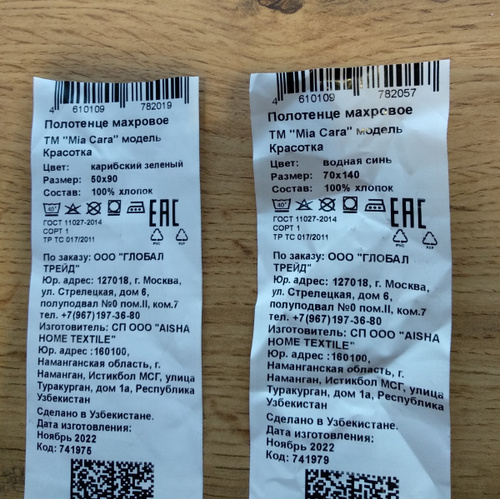 4 610109 782019
Полотенце махровое
ТМ "Mia Cara" модель
Красотка
Цвет: карибский зеленый
Размер: 50х90
Состав: 100% хлопок
40°
EAC
ГОСТ 11027-2014
СОРТ 1
ТР ТС 017/2011
По заказу: ООО "ГЛОБАЛ
ТРЕЙД"
Юр. адрес: 127018, г. Москва,
ул. Стрелецкая, дом 6,
полуподвал №0 пом.II, ком.7
тел. +7(967)197-36-80
Изготовитель: СП ООО "AISHA
HOME TEXTILE"
Юр. адрес :160100,
Наманганская область, г.
Наманган, Истикбол МСГ, улица
Туракурган, дом 1а, Республика
Узбекистан
Сделано в Узбекистане.
Дата изготовления:
Ноябрь 2022
Код: 741975
4 610109 782057
Полотенце махровое
ТМ "Mia Cara" модель
Красотка
Цвет: водная синь
Размер: 70х140
Состав: 100% хлопок
40°
EAC
ГОСТ 11027-2014
СОРТ 1
ТР ТС 017/2011
По заказу: ООО "ГЛОБАЛ
ТРЕЙД"
Юр. адрес: 127018, г. Москва,
ул. Стрелецкая, дом 6,
полуподвал №0 пом.II, ком.7
тел. +7(967)197-36-80
Изготовитель: СП ООО "AISHA
HOME TEXTILE"
Юр. адрес :160100,
Наманганская область, г.
Наманган, Истикбол МСГ, улица
Туракурган, дом 1а, Республика
Узбекистан
Сделано в Узбекистане.
Дата изготовления:
Ноябрь 2022
Код: 741979